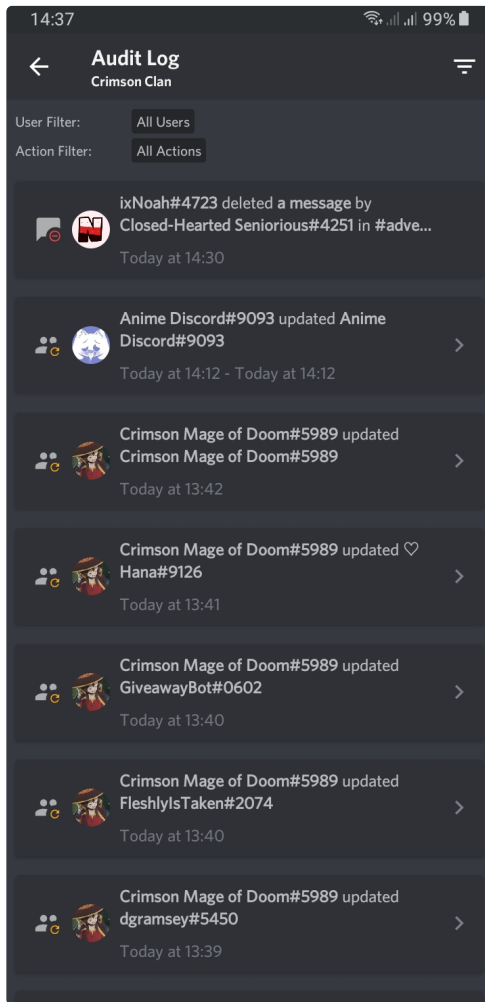 14:37
99%
Audit Log
Crimson Clan
User Filter: All Users
Action Filter: All Actions
ixNoah#4723 deleted a message by
Closed-Hearted Seniorious#4251 in #adve...
Today at 14:30
Anime Discord#9093 updated Anime
Discord#9093
Today at 14:12 - Today at 14:12
Crimson Mage of Doom#5989 updated
Crimson Mage of Doom#5989
Today at 13:42
Crimson Mage of Doom#5989 updated ♡
Hana#9126
Today at 13:41
Crimson Mage of Doom#5989 updated
GiveawayBot#0602
Today at 13:40
Crimson Mage of Doom#5989 updated
FleshlyIsTaken#2074
Today at 13:40
Crimson Mage of Doom#5989 updated
dgramsey#5450
Today at 13:39